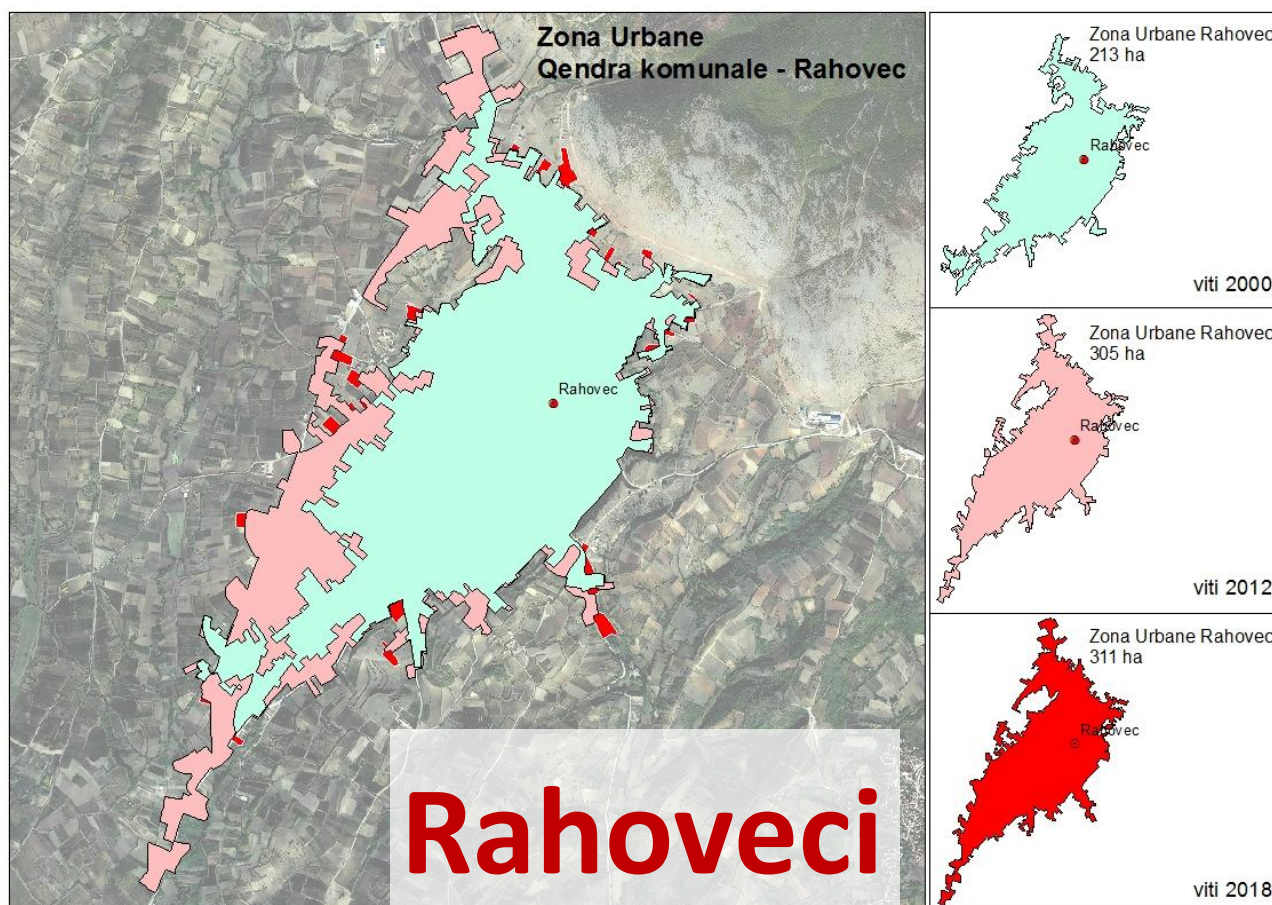 Zona Urbane
Qendra komunale - Rahovec
Rahovec
Rahoveci
Zona Urbane Rahovec
213 ha
Rahovec
viti 2000
Zona Urbane Rahovec
305 ha
Rahovec
viti 2012
Zona Urbane Rahovec
311 ha
Rahovec
viti 2018